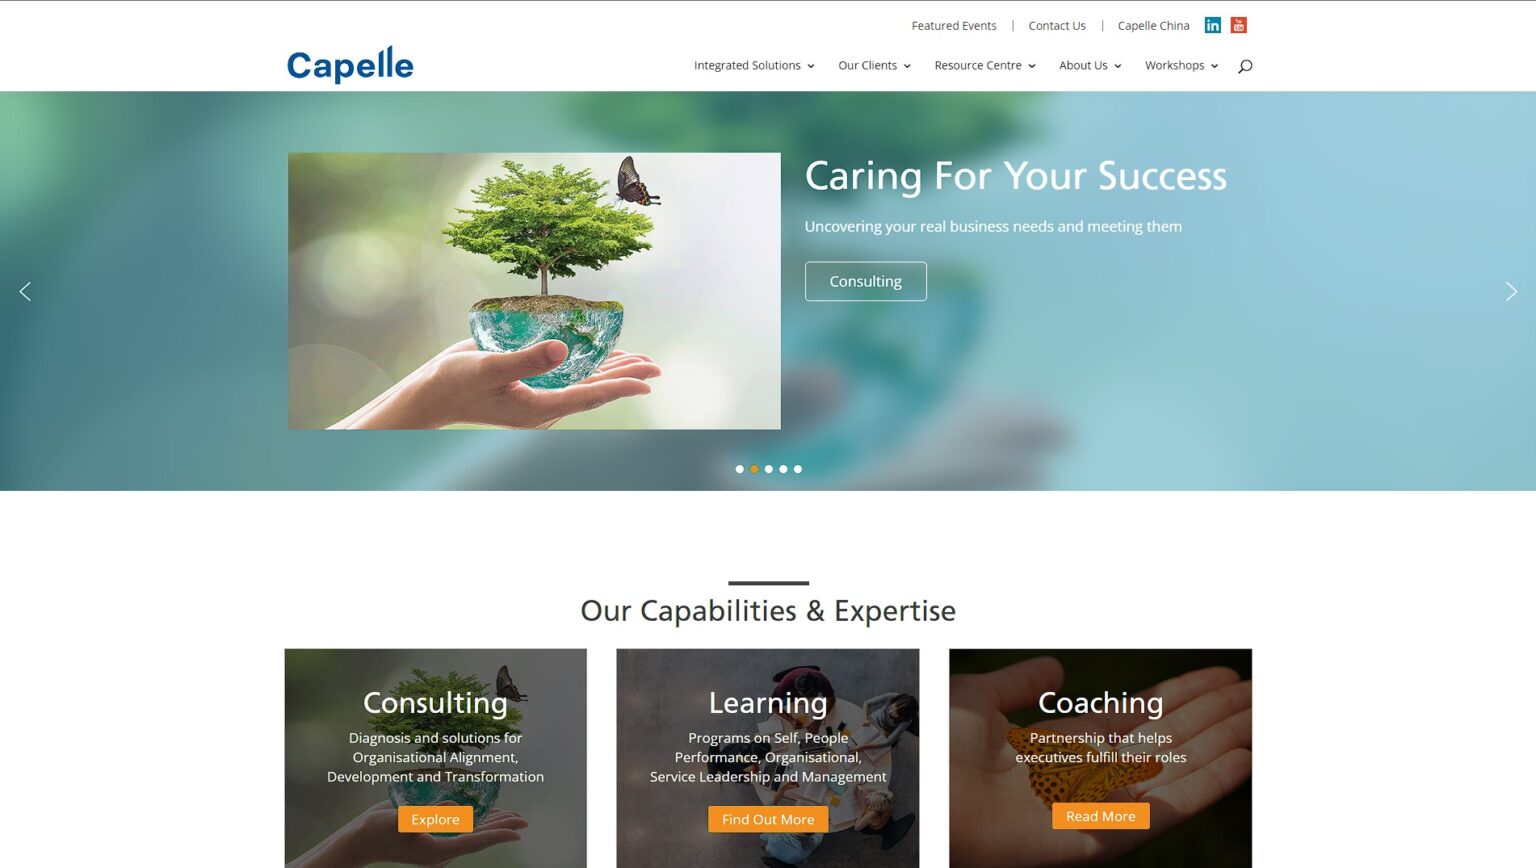 Featured Events | Contact Us | Capelle China in You Tube
Capelle
Integrated Solutions Our Clients Resource Centre About Us Workshops
Caring For Your Success
Uncovering your real business needs and meeting them
Consulting
Our Capabilities & Expertise
Consulting
Diagnosis and solutions for
Organisational Alignment,
Development and Transformation
Explore
Learning
Programs on Self, People
Performance, Organisational,
Service Leadership and Management
Find Out More
Coaching
Partnership that helps
executives fulfill their roles
Read More